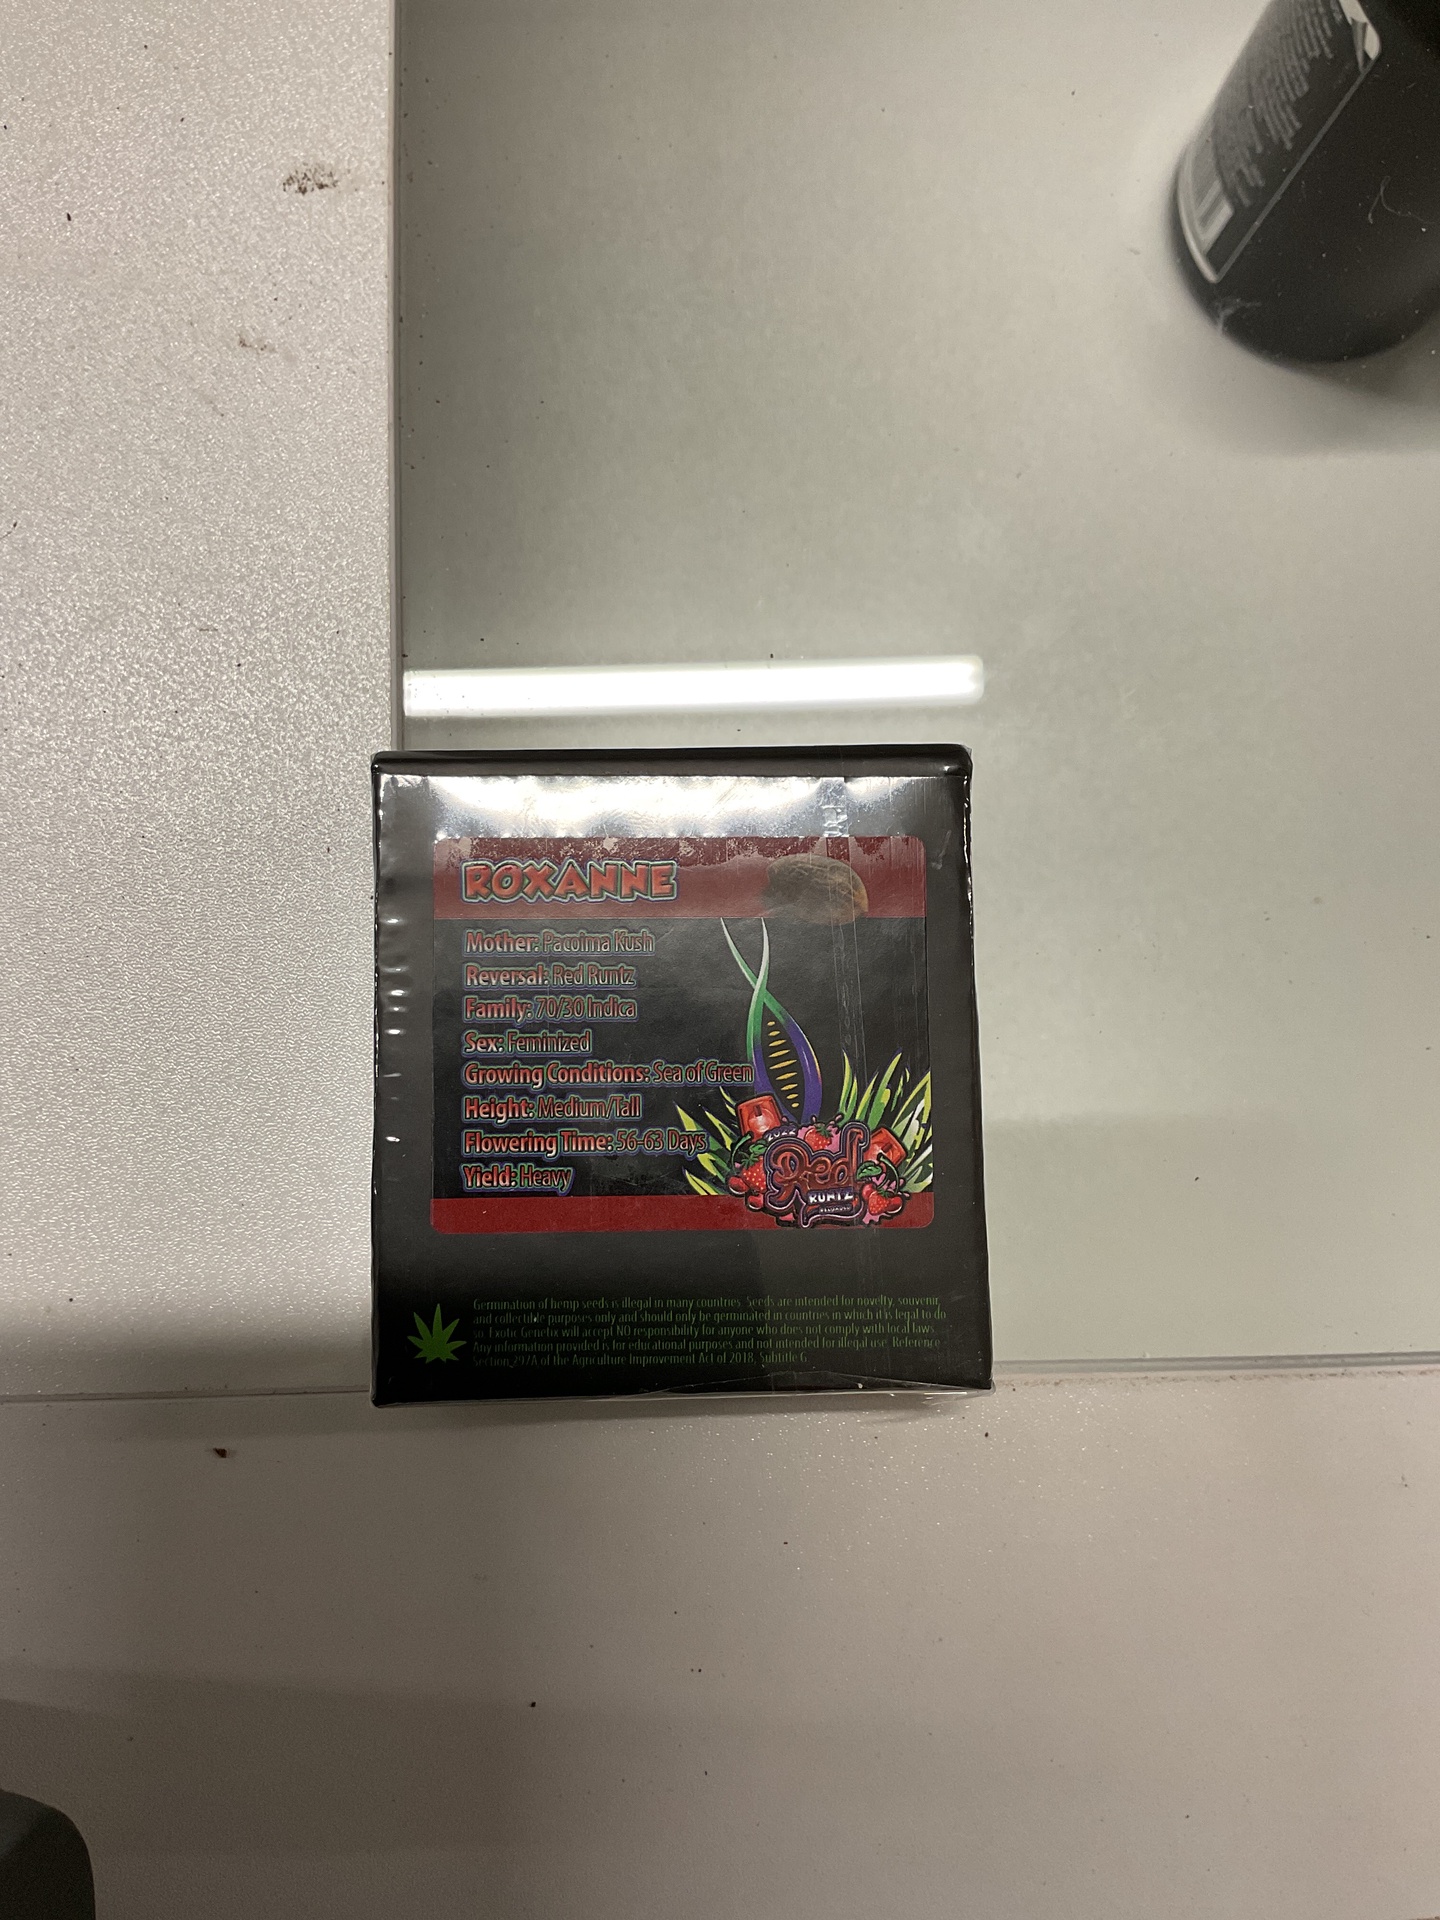 ROXANNE
Mother: Pacoima Kush
Reversal: Red Runtz
Family: 70/30 Indica
Sex: Feminized
Growing Conditions: Sea of Green
Height: Medium/Tall
Flowering Time: 56-63 Days
Yield: Heavy
2022
Red
RUNTZ
RELOADED
Germination of hemp seeds is illegal in many countries. Seeds are intended for novelty, souvenir,
and collectible purposes only and should only be germinated in countries in which it is legal to do
so. Exotic Genetix will accept NO responsibility for anyone who does not comply with local laws.
Any information provided is for educational purposes and not intended for illegal use. Reference
Section 297A of the Agriculture Improvement Act of 2018, Subtitle G